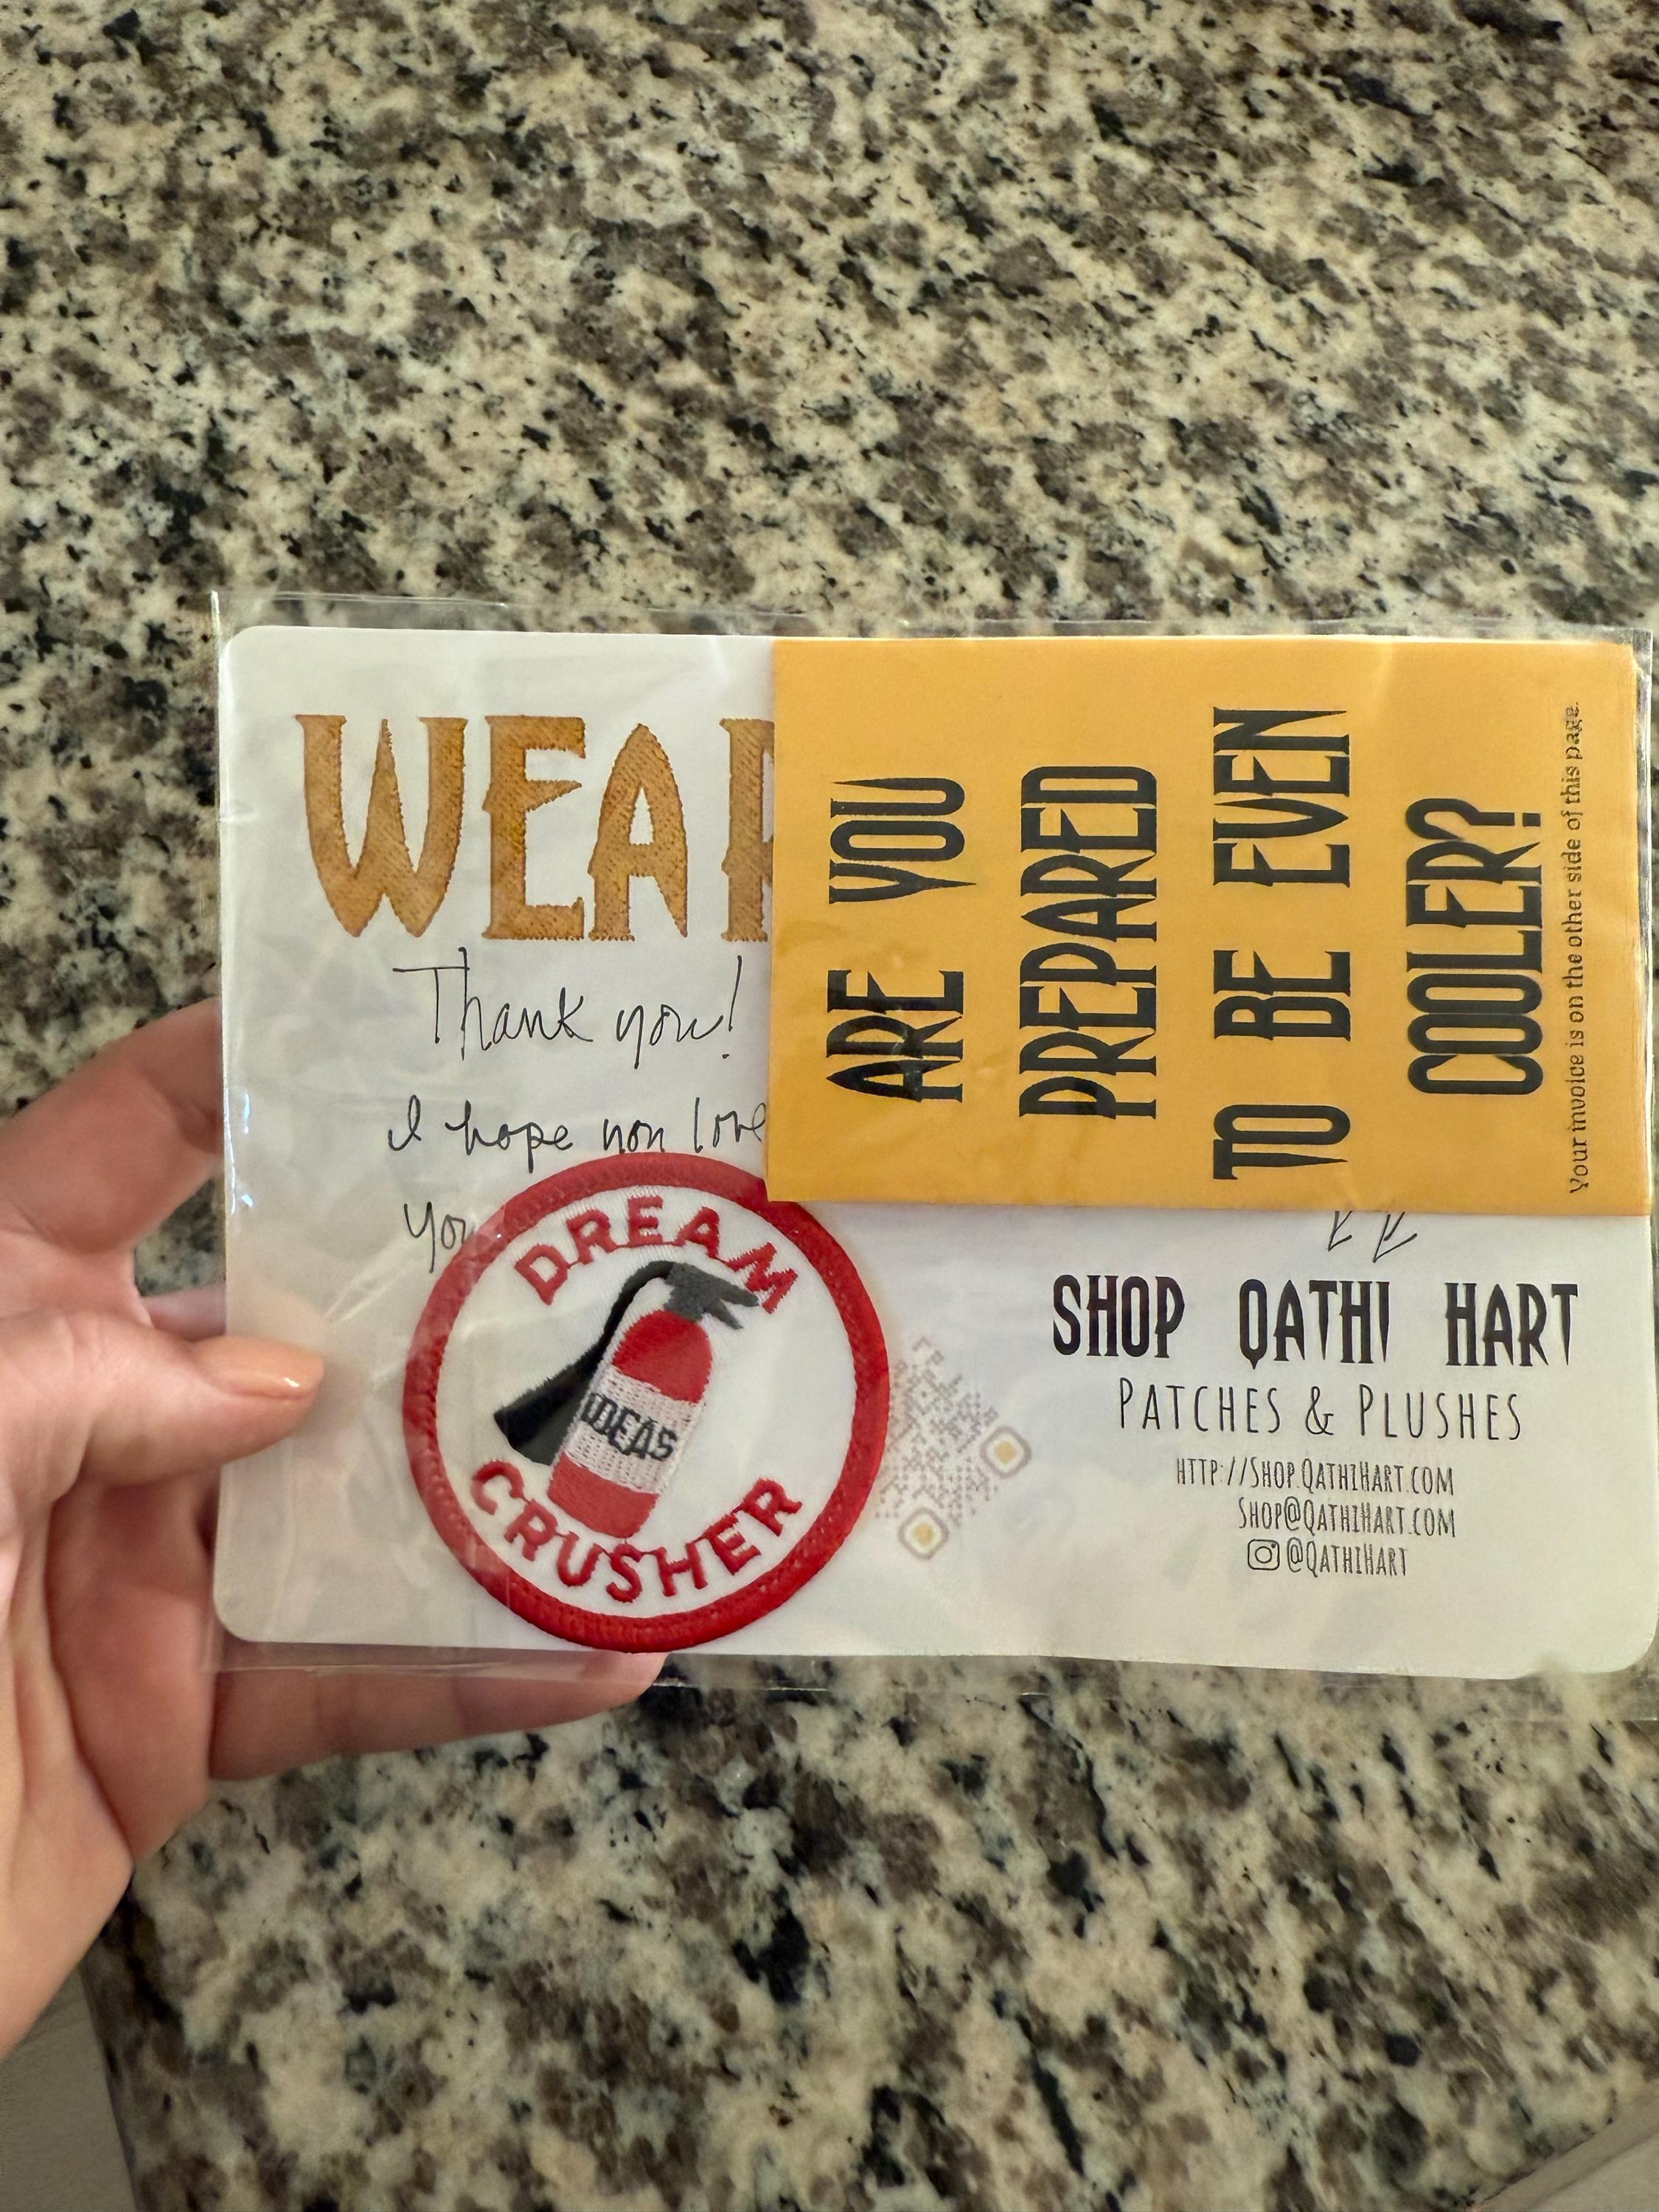 Thank you!
I hope you love
DREAM
IDEAS
CRUSHER
ARE YOU
PREPARED
TO BE EVEN
COOLER?
Your invoice is on the other side of this page.
SHOP QATHI HART
PATCHES & PLUSHES
HTTP://SHOP.QATHIHART.COM
SHOP@QATHIHART.COM
@QATHIHART